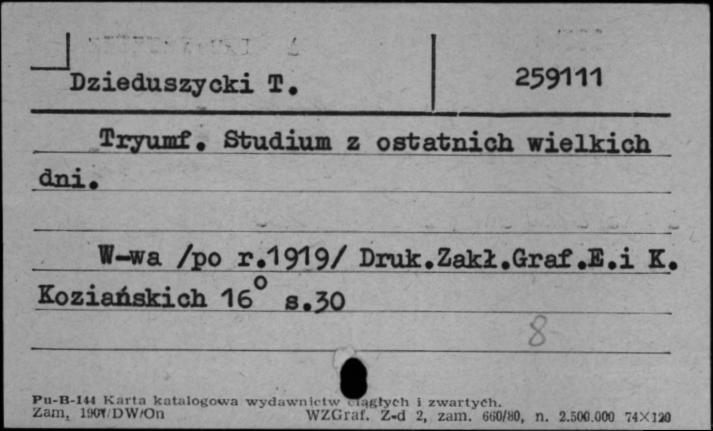 Dzieduszycki T. 259111
Tryumf. Studium z ostatnich wielkich
dni.
W-wa /po r.1919/ Druk.Zakł.Graf.E.i K.
Koziańskich 16° s.30
8
Pu-B-144 Karta katalogowa wydawnictw ciągłych i zwartych.
Zam. DW/On WZGraf. Z-d 2, zam. 660/80, n. 2.500.000 74×120